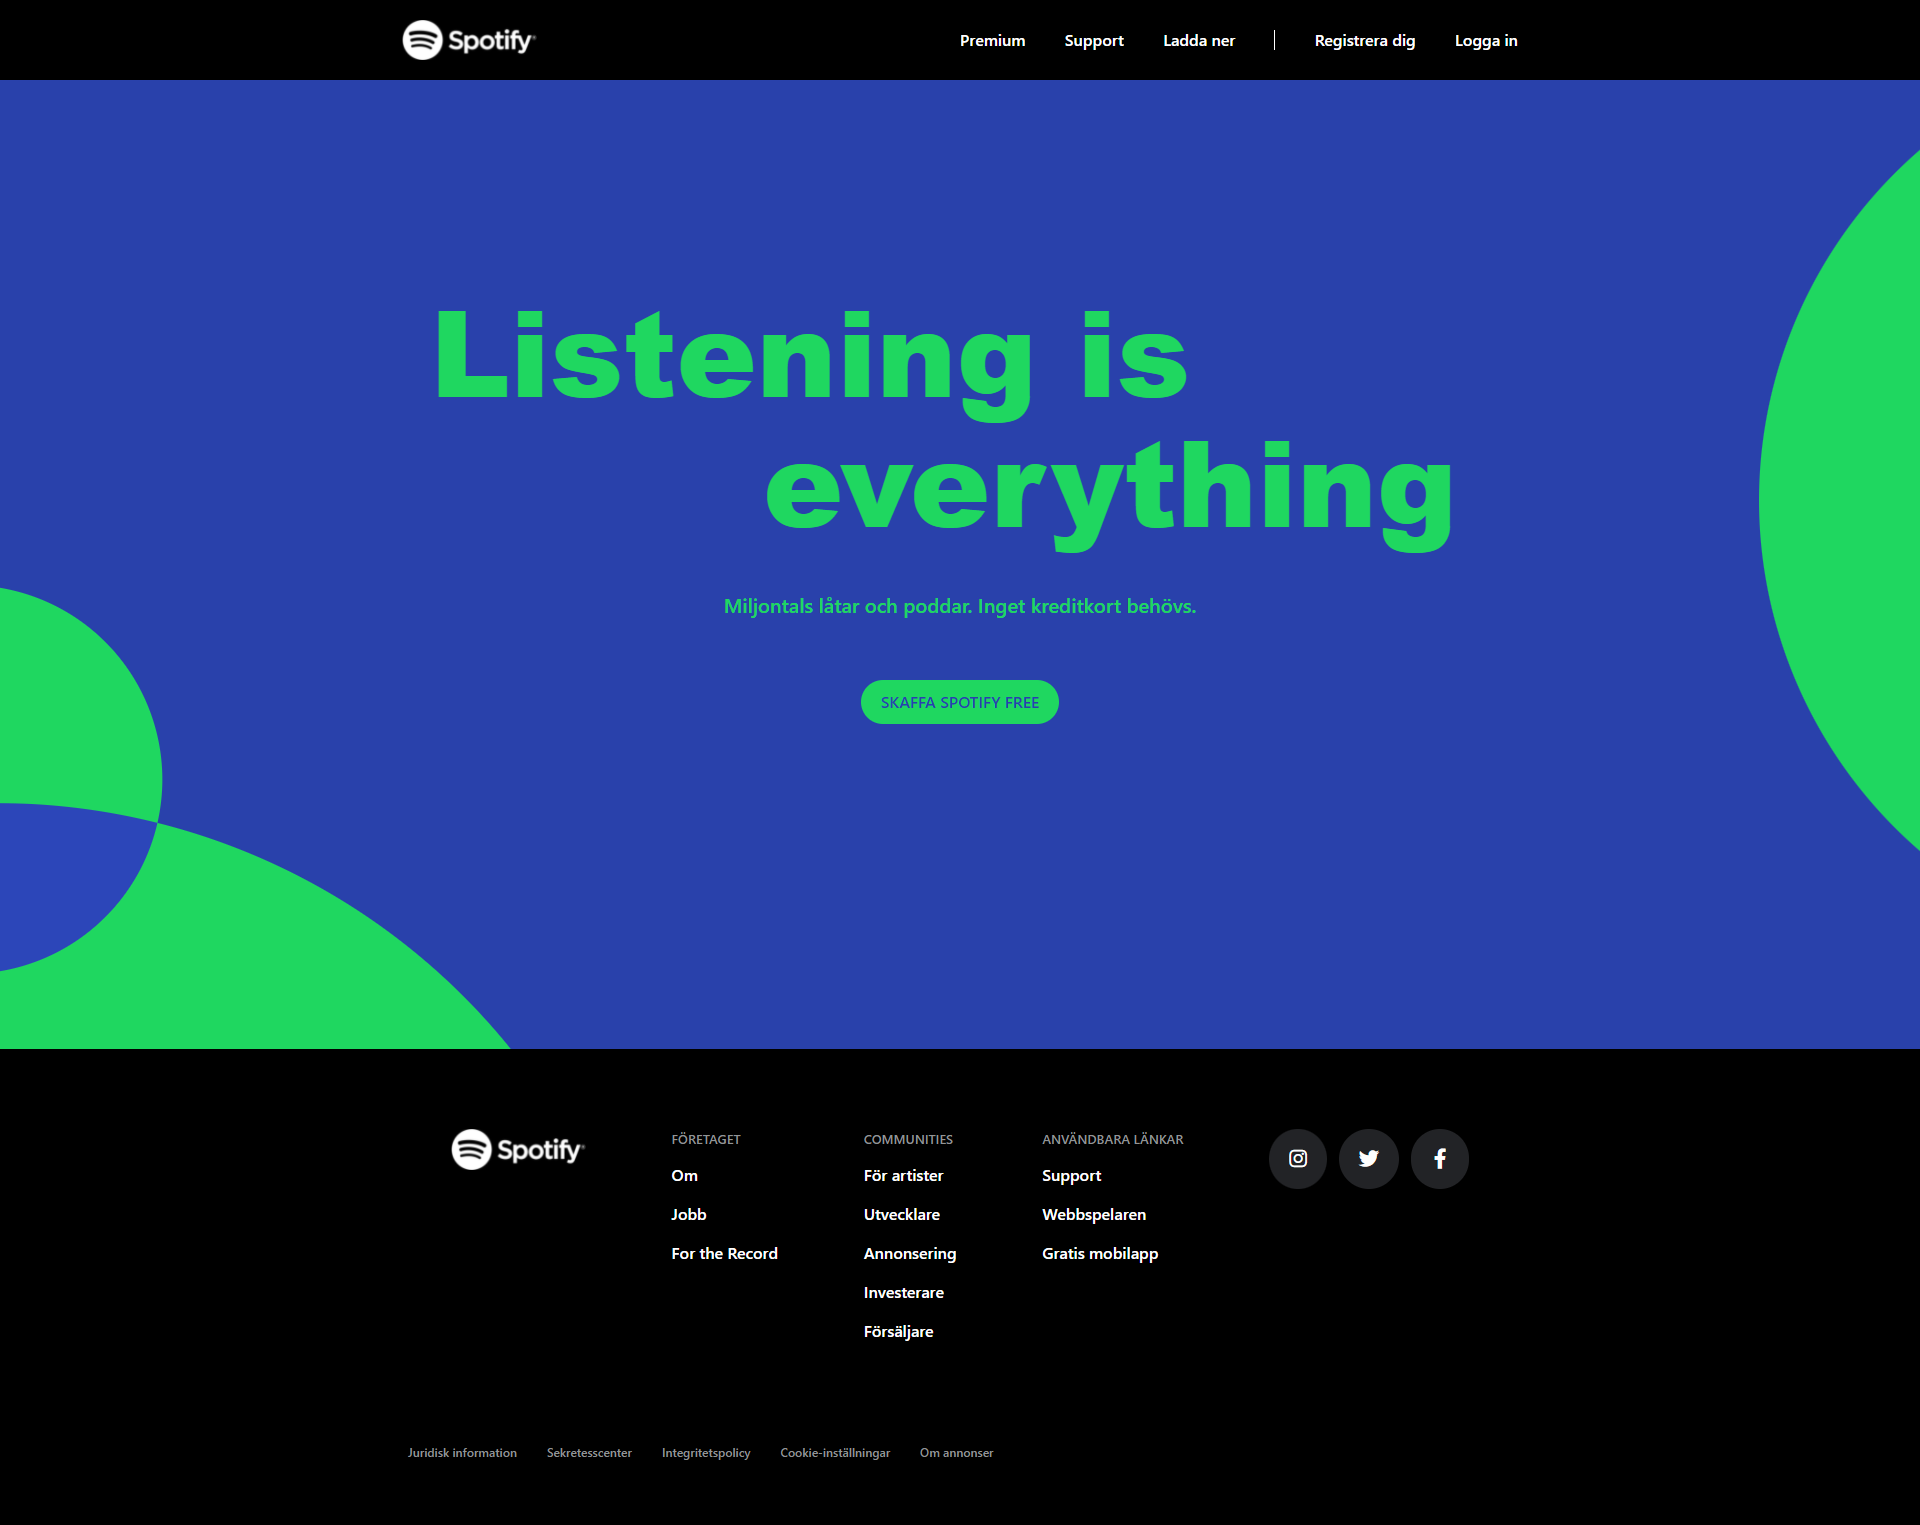 Spotify
Premium Support Ladda ner Registrera dig Logga in
Listening is
everything
Miljontals låtar och poddar. Inget kreditkort behövs.
SKAFFA SPOTIFY FREE
Spotify
FÖRETAGET
Om
Jobb
For the Record
COMMUNITIES
För artister
Utvecklare
Annonsering
Investerare
Försäljare
ANVÄNDBARA LÄNKAR
Support
Webbspelaren
Gratis mobilapp
Juridisk information Sekretesscenter Integritetspolicy Cookie-inställningar Om annonser